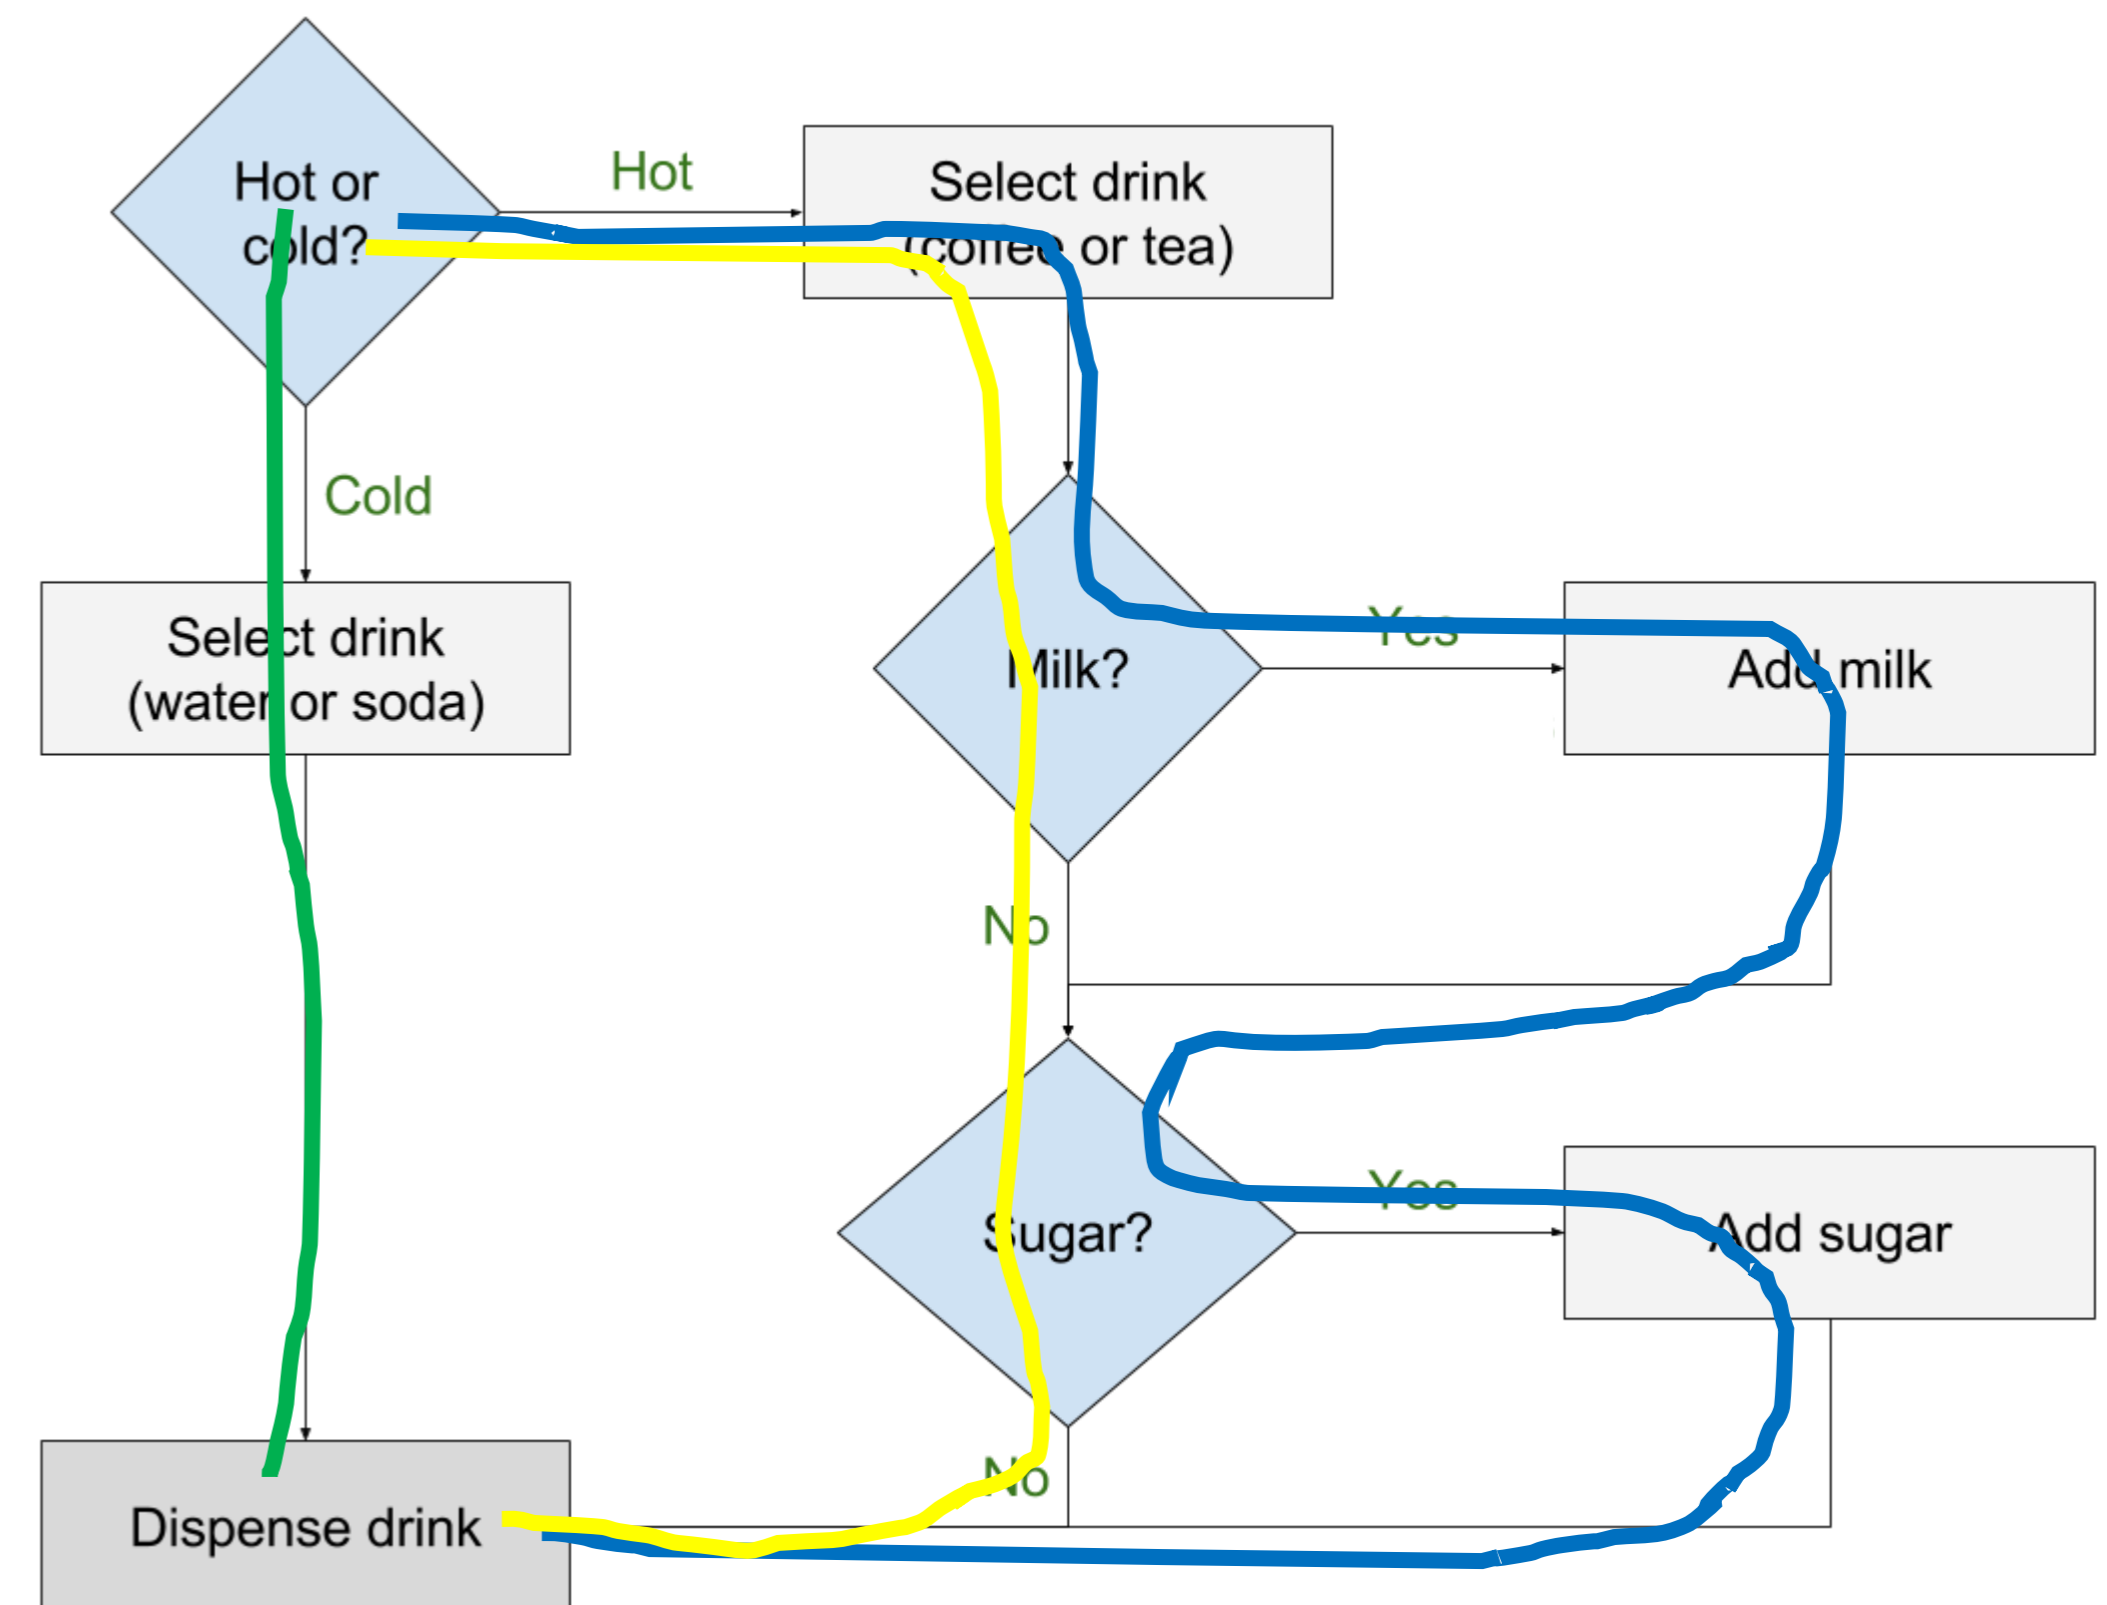 Hot or
cold?
Hot
Select drink
(coffee or tea)
Cold
Select drink
(water or soda)
Milk?
Yes
Add milk
No
Sugar?
Yes
Add sugar
No
Dispense drink